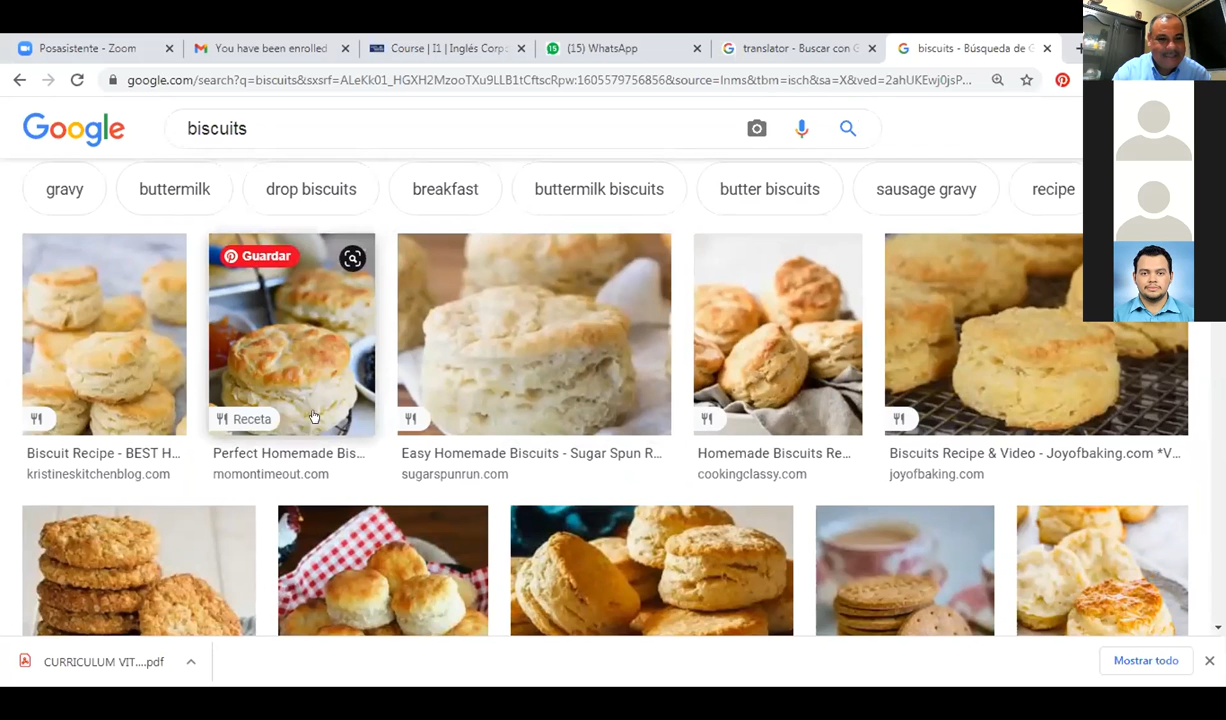 Posasistente - Zoom
You have been enrolled
Course | I1 | Inglés Corpo
(15) WhatsApp
translator - Buscar con G
biscuits - Búsqueda de G
google.com/search?q=biscuits&sxsrf=ALeKk01_HGXH2MzooTXu9LLB1tCftscRpw:1605579756856&source=lnms&tbm=isch&sa=X&ved=2ahUKEwj0jsP...
Google
biscuits
gravy
buttermilk
drop biscuits
breakfast
buttermilk biscuits
butter biscuits
sausage gravy
recipe
Guardar
Receta
Biscuit Recipe - BEST H...
Perfect Homemade Bis...
Easy Homemade Biscuits - Sugar Spun R...
Homemade Biscuits Re...
Biscuits Recipe & Video - Joyofbaking.com *V...
kristineskitchenblog.com
momontimeout.com
sugarspunrun.com
cookingclassy.com
joyofbaking.com
CURRICULUM VIT....pdf
Mostrar todo